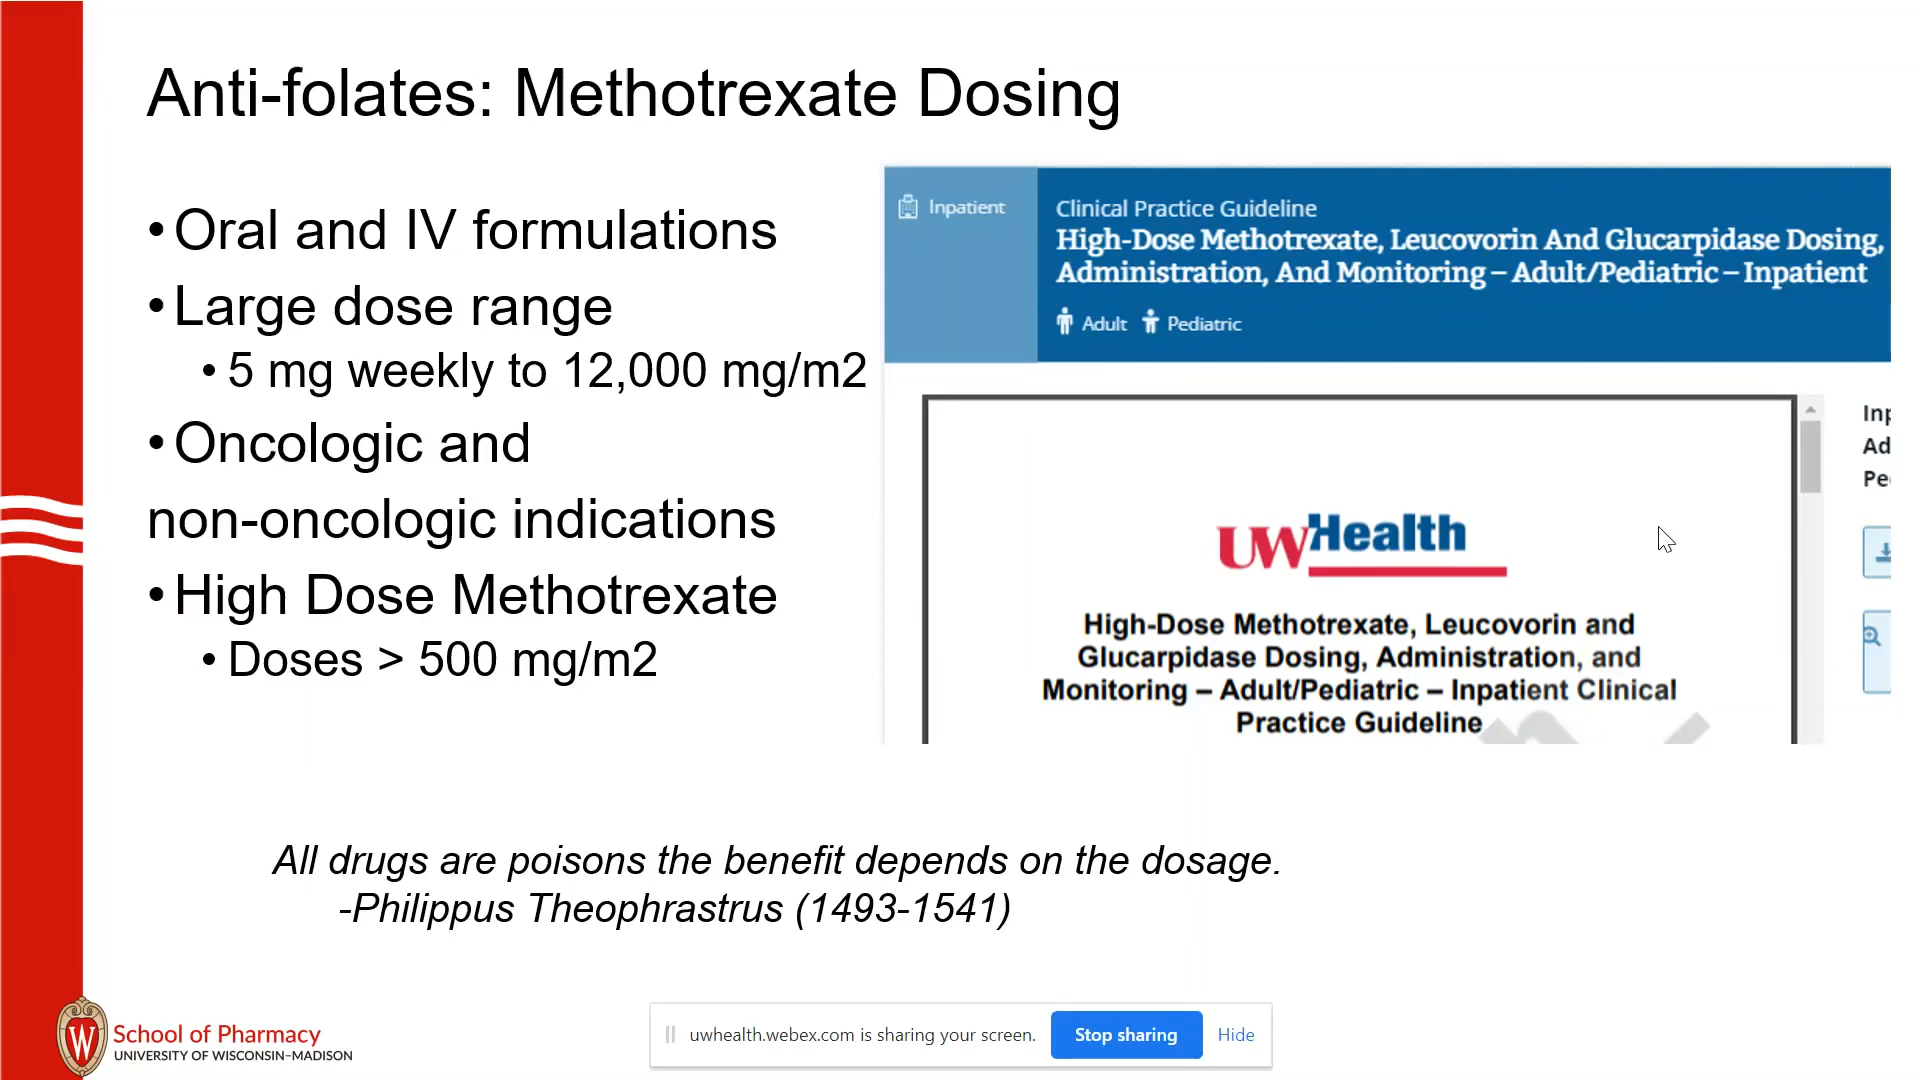 Anti-folates: Methotrexate Dosing
•Oral and IV formulations
•Large dose range
•5 mg weekly to 12,000 mg/m2
•Oncologic and
non-oncologic indications
•High Dose Methotrexate
•Doses > 500 mg/m2
Inpatient
Clinical Practice Guideline
High-Dose Methotrexate, Leucovorin And Glucarpidase Dosing,
Administration, And Monitoring – Adult/Pediatric – Inpatient
Adult Pediatric
UWHealth
High-Dose Methotrexate, Leucovorin and
Glucarpidase Dosing, Administration, and
Monitoring – Adult/Pediatric – Inpatient Clinical
Practice Guideline
All drugs are poisons the benefit depends on the dosage.
-Philippus Theophrastrus (1493-1541)
W
School of Pharmacy
UNIVERSITY OF WISCONSIN–MADISON
uwhealth.webex.com is sharing your screen.
Stop sharing
Hide